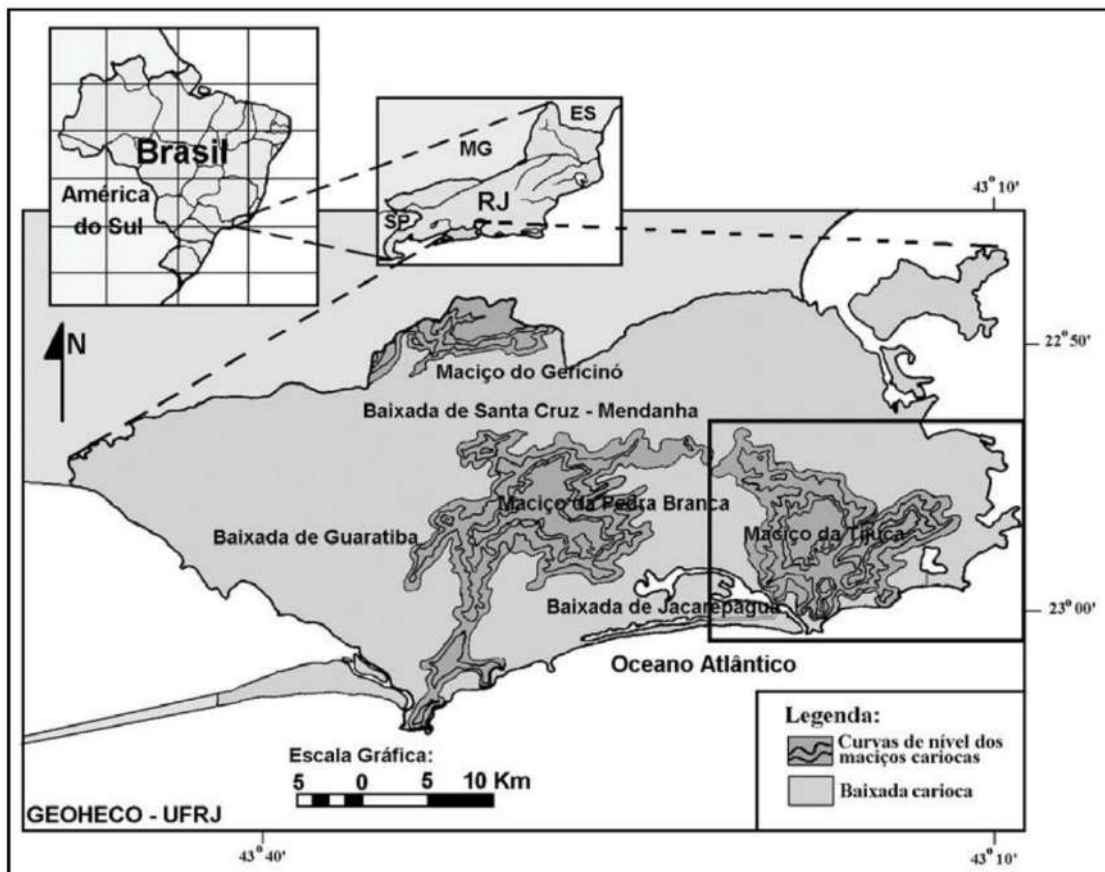 Brasil
América
do Sul
ES
MG
RJ
SP
43°10'
N
22°50'
Maciço do Gericinó
Baixada de Santa Cruz - Mendanha
Maciço da Pedra Branca
Maciço da Tijuca
Baixada de Guaratiba
Baixada de Jacarepaguá
23°00'
Oceano Atlântico
Legenda:
Curvas de nível dos
maciços cariocas
Baixada carioca
Escala Gráfica:
5 0 5 10 Km
GEOHECO - UFRJ
43°40'
43°10'